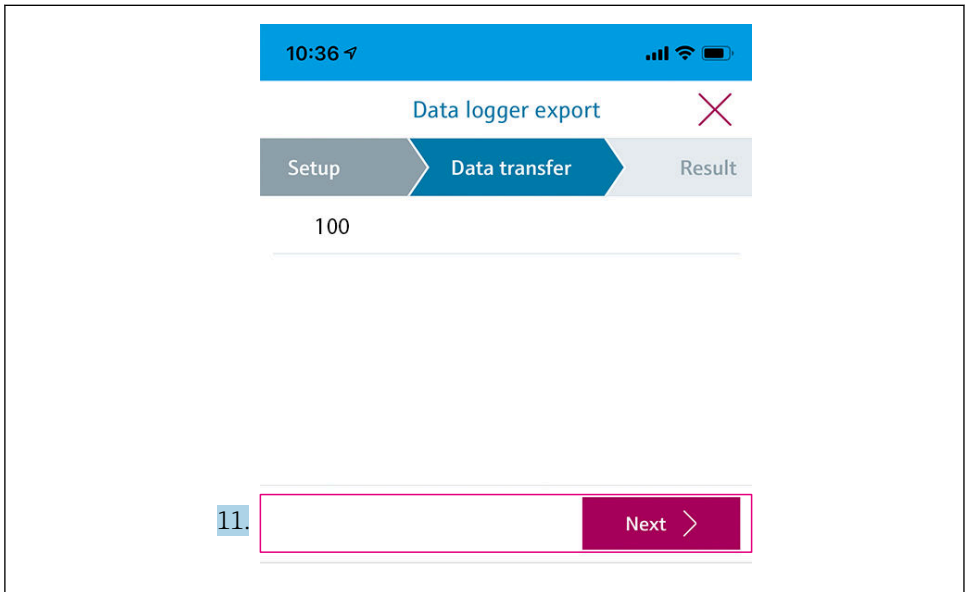 10:36
Data logger export
Setup
Data transfer
Result
100
11.
Next